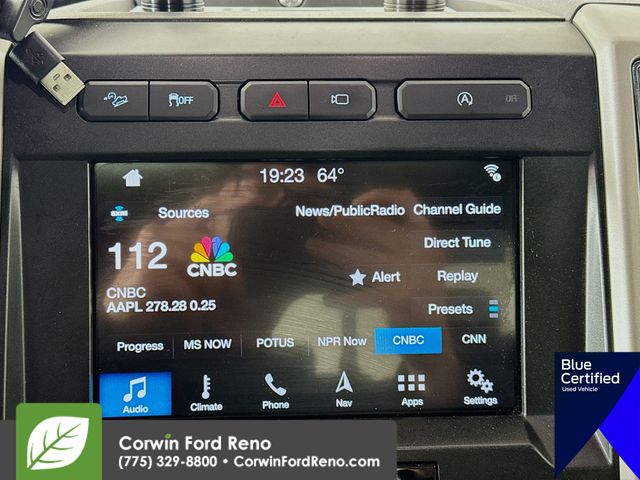 OFF
OFF
19:23 64°
sxm
Sources
News/PublicRadio
Channel Guide
112
CNBC
Direct Tune
Alert
Replay
CNBC
AAPL 278.28 0.25
Presets
Progress
MS NOW
POTUS
NPR Now
CNBC
CNN
Audio
Climate
Phone
Nav
Apps
Settings
Blue
Certified
Used Vehicle
Corwin Ford Reno
(775) 329-8800 • CorwinFordReno.com